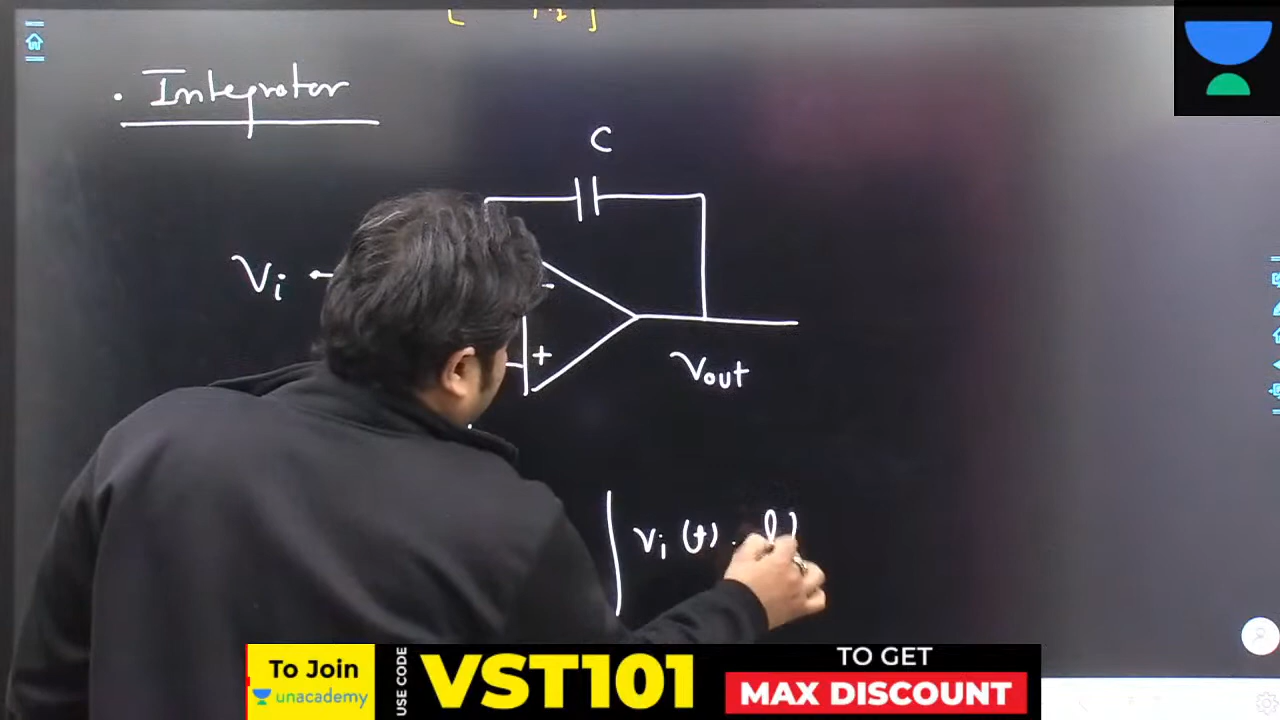 . Integrator
C
Vi
-
+
Vout
vi (t) .
To Join
unacademy
USE CODE
VST101
TO GET
MAX DISCOUNT